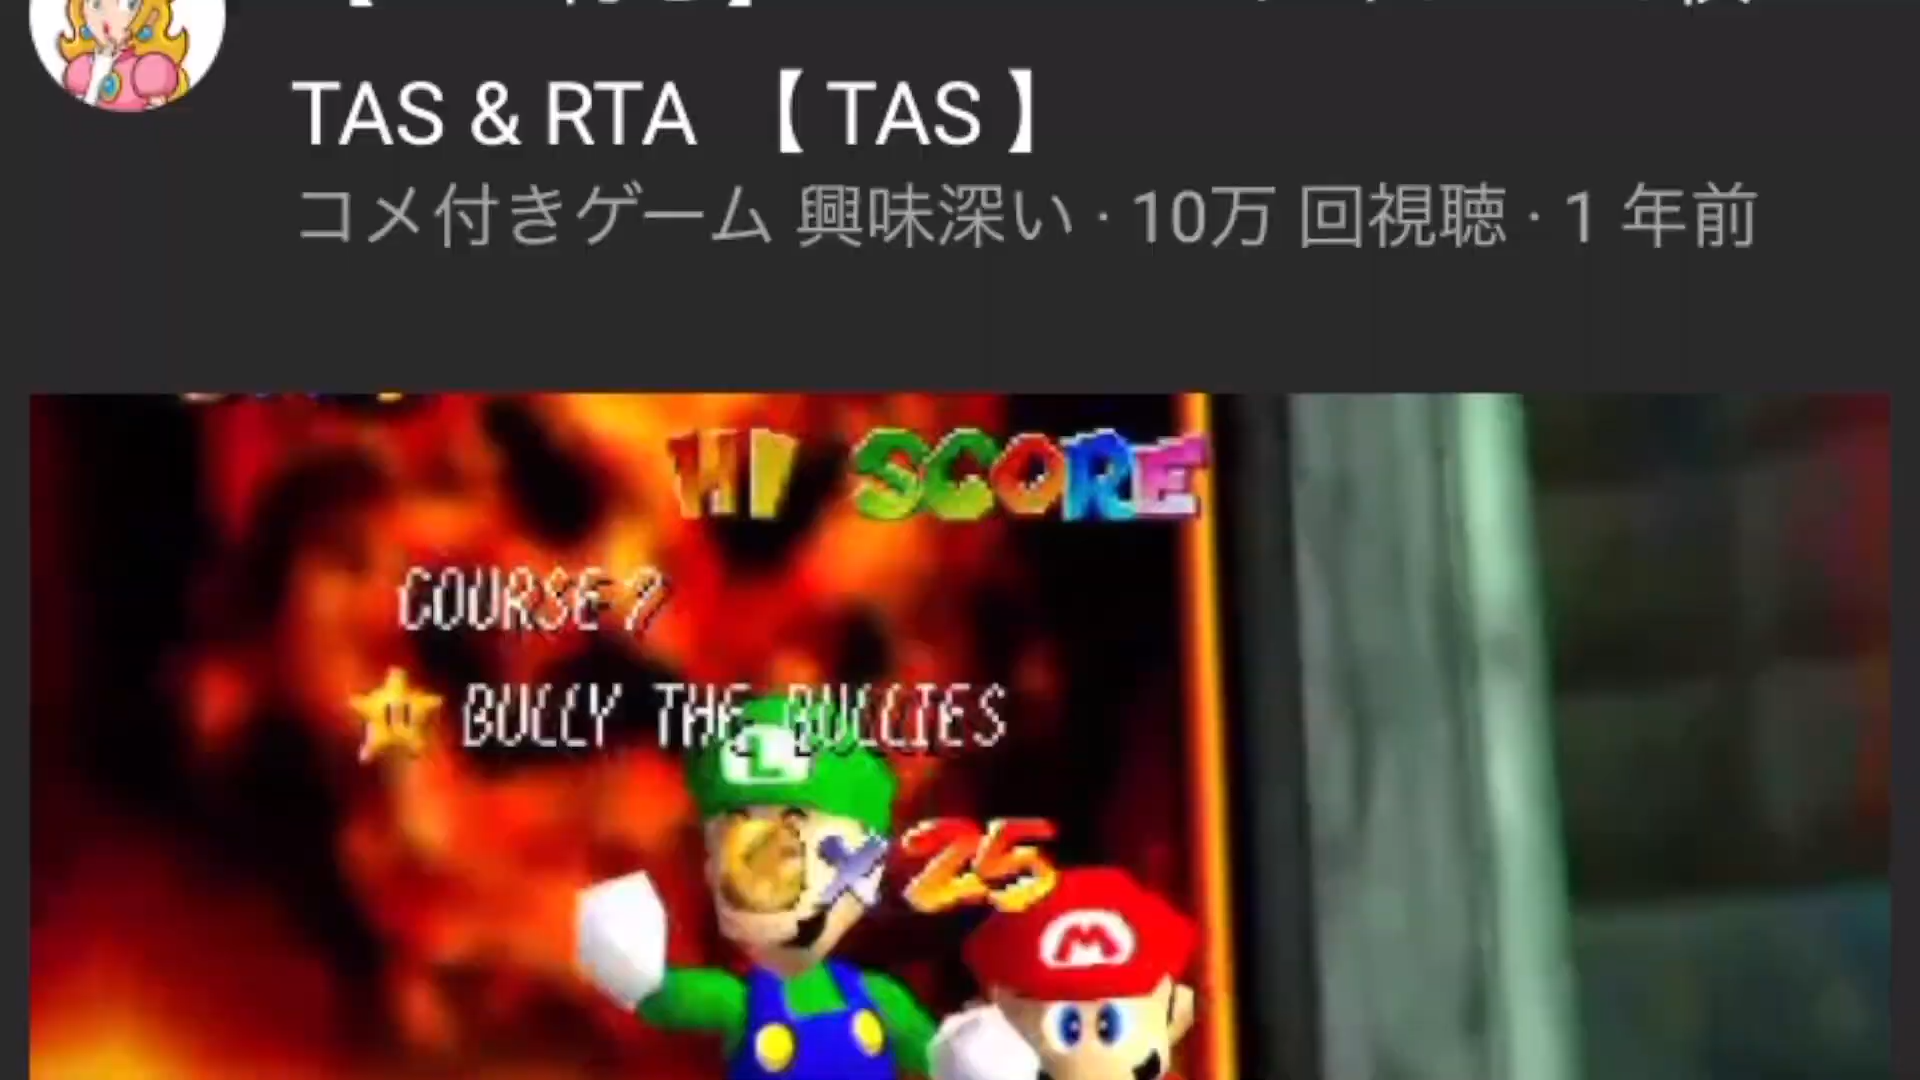 TAS & RTA 【 TAS 】
コメ付きゲーム 興味深い · 10万 回視聴 · 1 年前
HI SCORE
COURSE 7
BULLY THE BULLIES
L
× 25
M